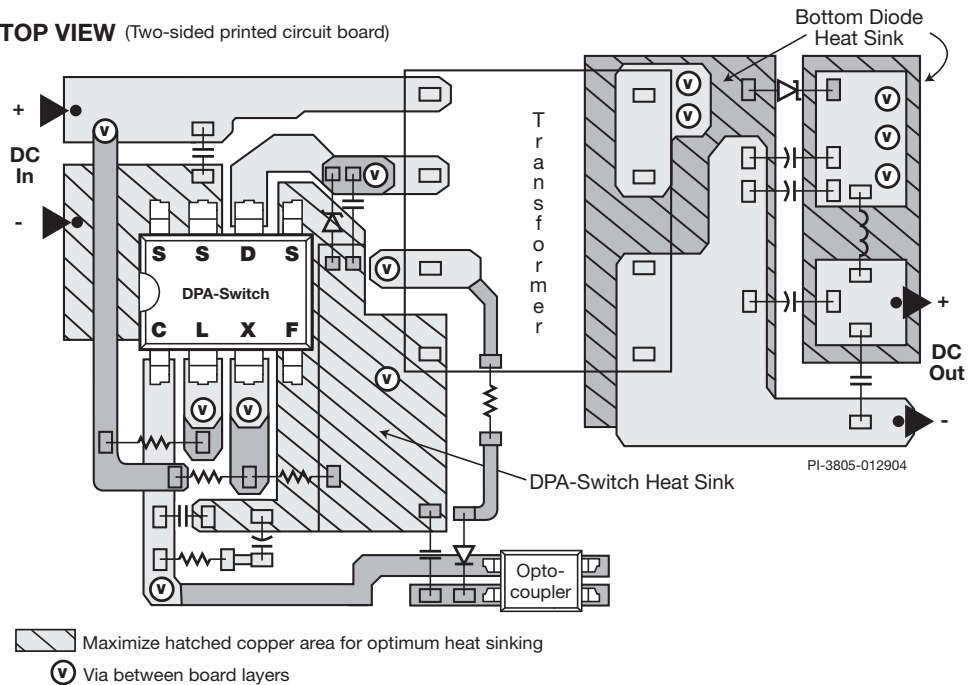 TOP VIEW (Two-sided printed circuit board)
Bottom Diode
Heat Sink
+
DC
In
-
V
V
V
V
V
V
V
Transformer
S S D S
DPA-Switch
C L X F
V
V
V
V
+
DC
Out
-
PI-3805-012904
DPA-Switch Heat Sink
V
Opto-
coupler
Maximize hatched copper area for optimum heat sinking
V Via between board layers